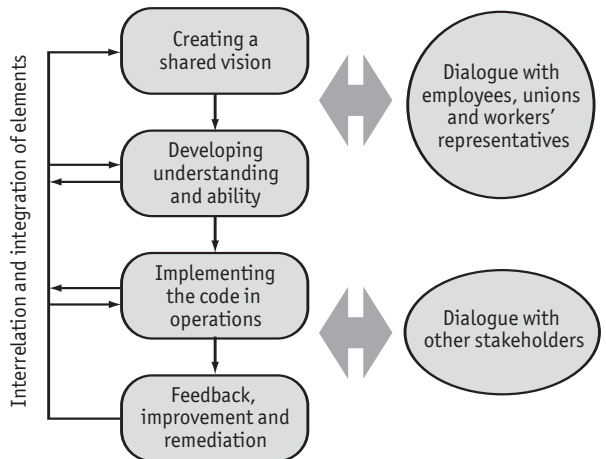 Interrelation and integration of elements
Creating a
shared vision
Developing
understanding
and ability
Implementing
the code in
operations
Feedback,
improvement and
remediation
Dialogue with
employees, unions
and workers’
representatives
Dialogue with
other stakeholders